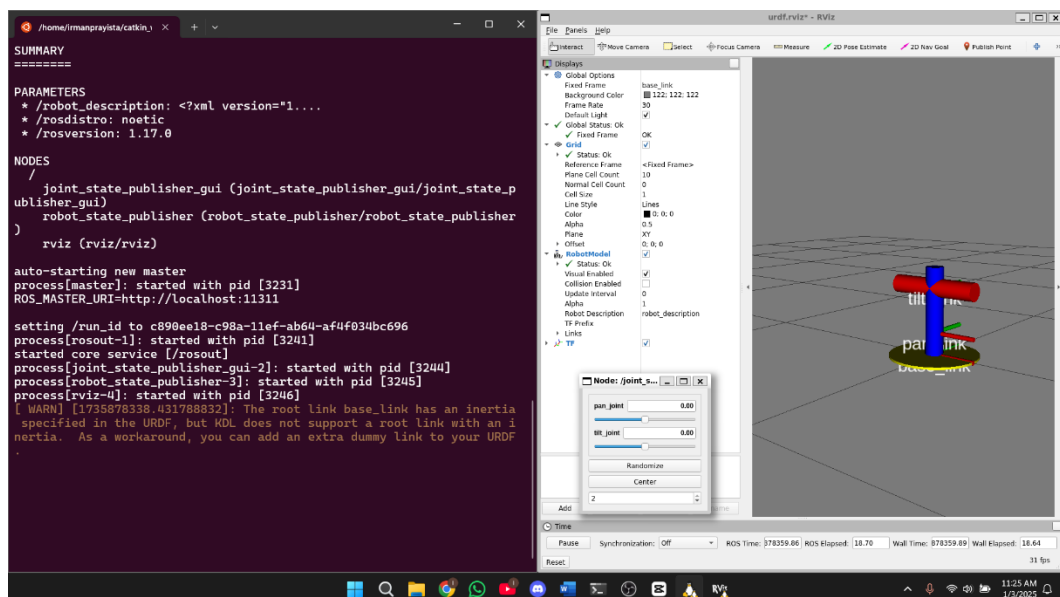 /home/irmanprayista/catkin_
SUMMARY
========
PARAMETERS
* /robot_description: <?xml version="1....
* /rosdistro: noetic
* /rosversion: 1.17.0
NODES
/
joint_state_publisher_gui (joint_state_publisher_gui/joint_state_p
ublisher_gui)
robot_state_publisher (robot_state_publisher/robot_state_publisher
)
rviz (rviz/rviz)
auto-starting new master
process[master]: started with pid [3231]
ROS_MASTER_URI=http://localhost:11311
setting /run_id to c890ee18-c98a-11ef-ab64-af4f034bc696
process[rosout-1]: started with pid [3241]
started core service [/rosout]
process[joint_state_publisher_gui-2]: started with pid [3244]
process[robot_state_publisher-3]: started with pid [3245]
process[rviz-4]: started with pid [3246]
[ WARN] [1735878338.431788832]: The root link base_link has an inertia
specified in the URDF, but KDL does not support a root link with an i
nertia.  As a workaround, you can add an extra dummy link to your URDF
.
urdf.rviz* - RViz
File Panels Help
Interact Move Camera Select Focus Camera Measure 2D Pose Estimate 2D Nav Goal Publish Point
Displays
Global Options
Fixed Frame base_link
Background Color 122; 122; 122
Frame Rate 30
Default Light
Global Status: Ok
Fixed Frame OK
Grid
Status: Ok
Reference Frame <Fixed Frame>
Plane Cell Count 10
Normal Cell Count 0
Cell Size 1
Line Style Lines
Color 0; 0; 0
Alpha 0.5
Plane XY
Offset 0; 0; 0
RobotModel
Status: Ok
Visual Enabled
Collision Enabled
Update Interval 0
Alpha 1
Robot Description robot_description
TF Prefix
Links
TF
Add
Node: /joint_s...
pan_joint 0.00
tilt_joint 0.00
Randomize
Center
2
pan_link
base_link
Time
Pause Synchronization: Off ROS Time: 878359.86 ROS Elapsed: 18.70 Wall Time: 878359.89 Wall Elapsed: 18.64
Reset 31 fps
RViz
11:25 AM
1/3/2025